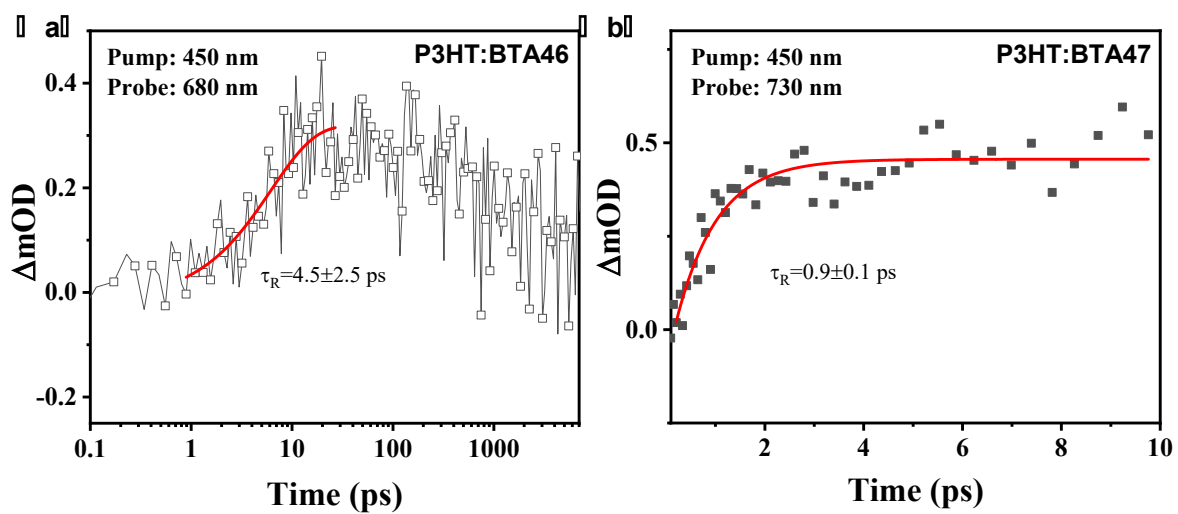 a
Pump: 450 nm
Probe: 680 nm
P3HT:BTA46
0.4
0.2
0.0
-0.2
ΔmOD
τR=4.5±2.5 ps
0.1
1
10
100
1000
Time (ps)
b
Pump: 450 nm
Probe: 730 nm
P3HT:BTA47
0.5
0.0
ΔmOD
τR=0.9±0.1 ps
2
4
6
8
10
Time (ps)